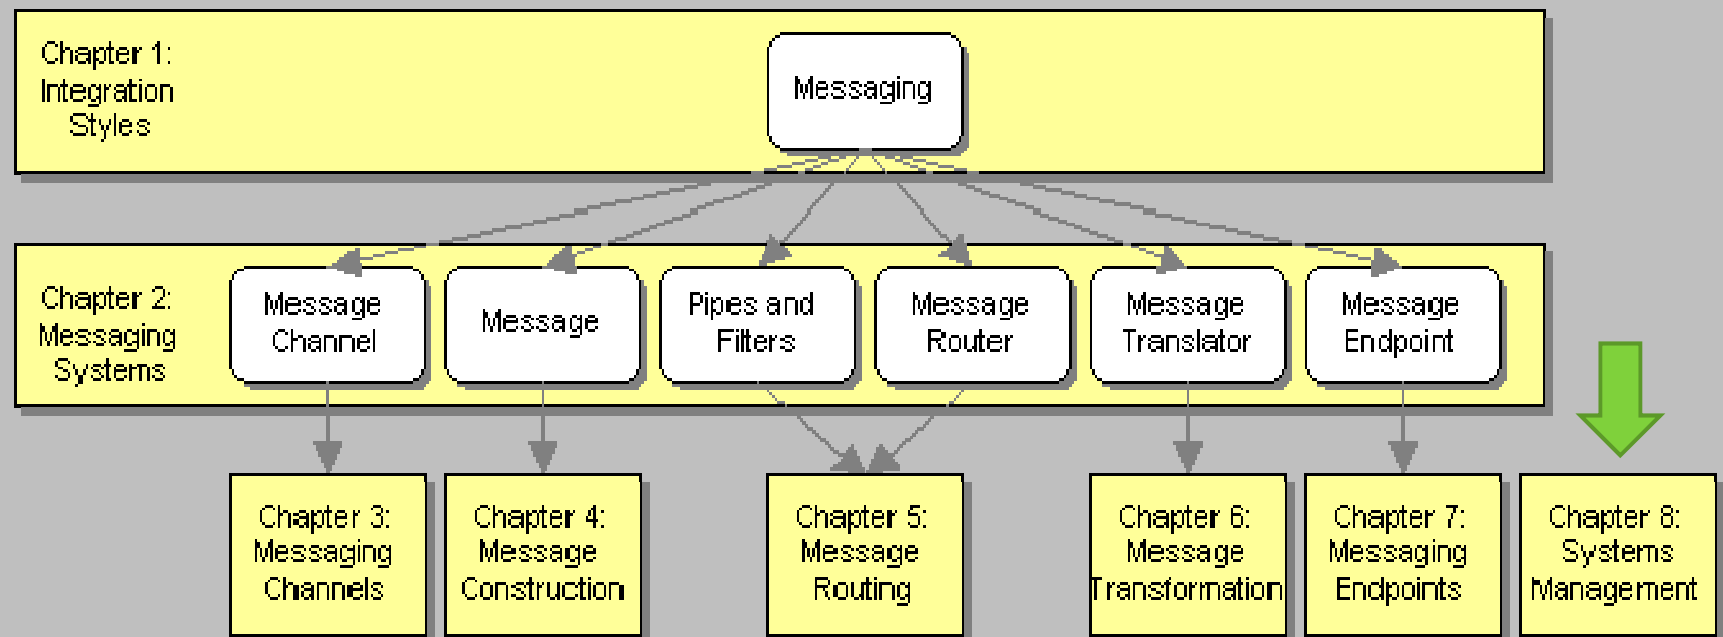 Chapter 1:
Integration
Styles
Messaging
Chapter 2:
Messaging
Systems
Message
Channel
Message
Pipes and
Filters
Message
Router
Message
Translator
Message
Endpoint
Chapter 3:
Messaging
Channels
Chapter 4:
Message
Construction
Chapter 5:
Message
Routing
Chapter 6:
Message
Transformation
Chapter 7:
Messaging
Endpoints
Chapter 8:
Systems
Management